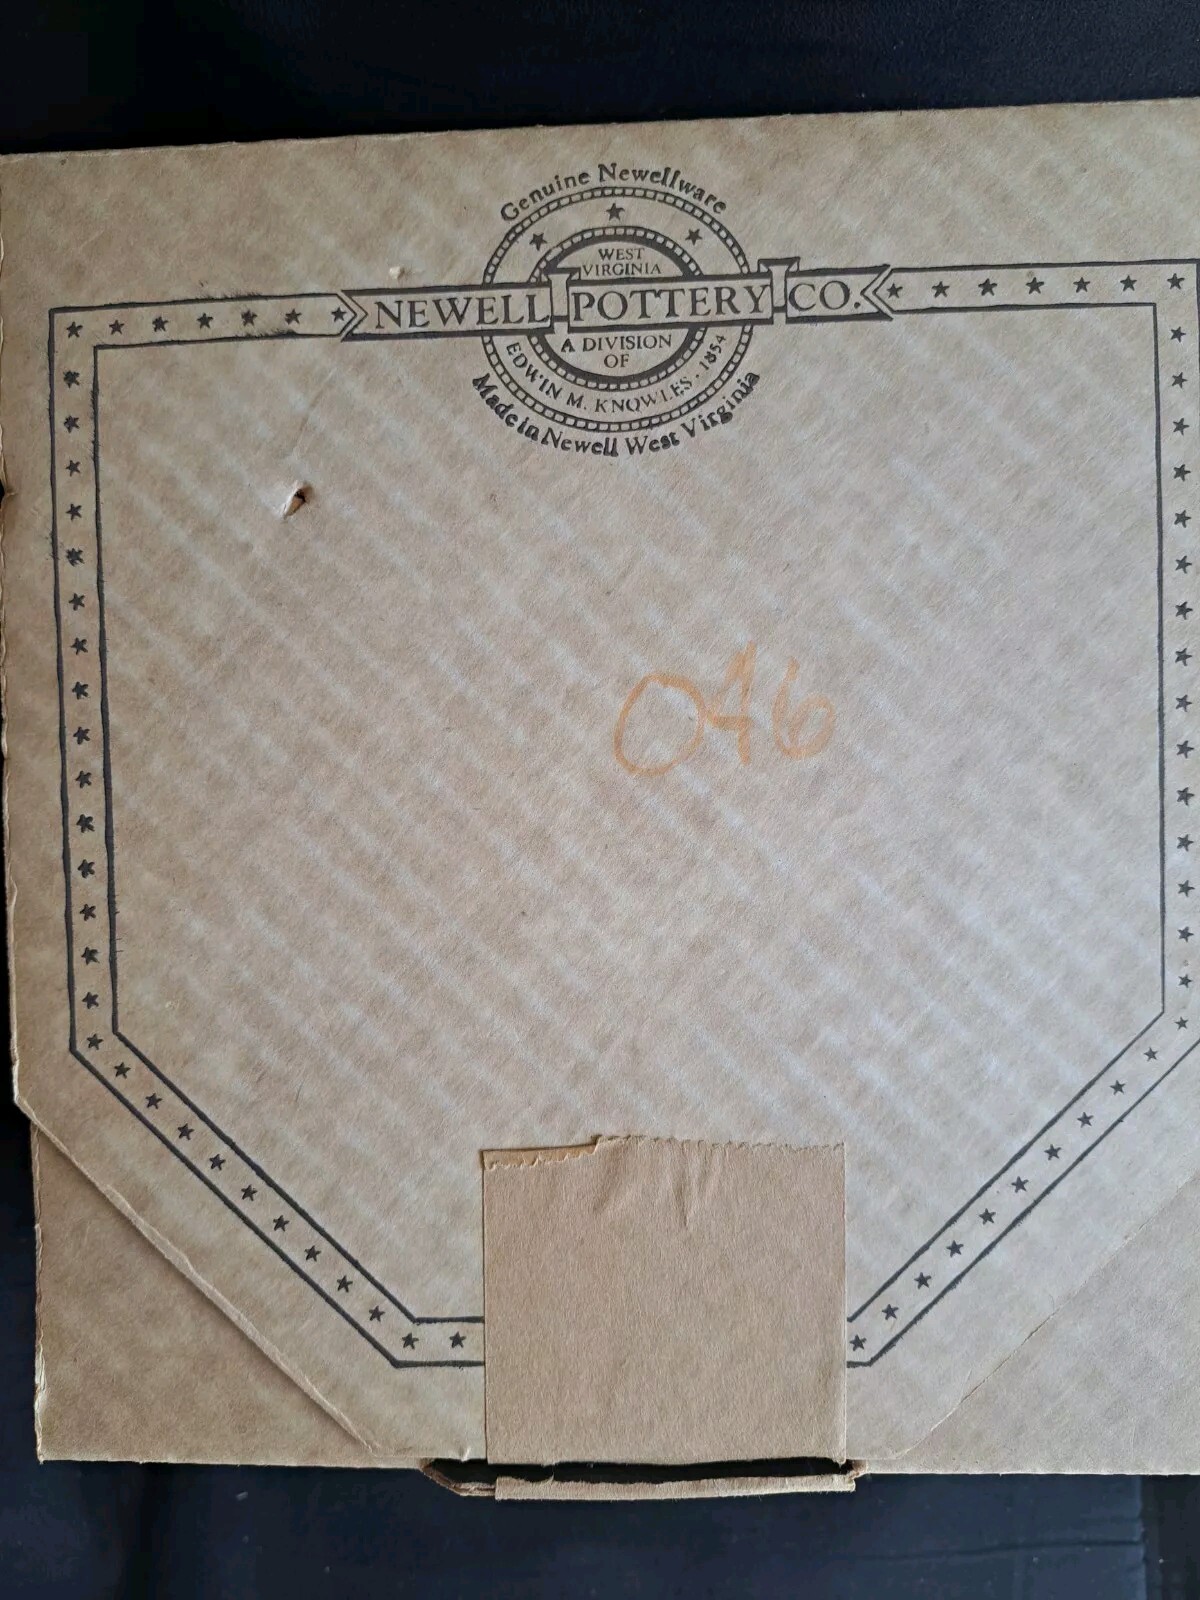 Genuine Newellware
WEST
VIRGINIA
NEWELL POTTERY CO.
A DIVISION
OF
EDWIN M. KNOWLES · 1854
Made in Newell West Virginia
046